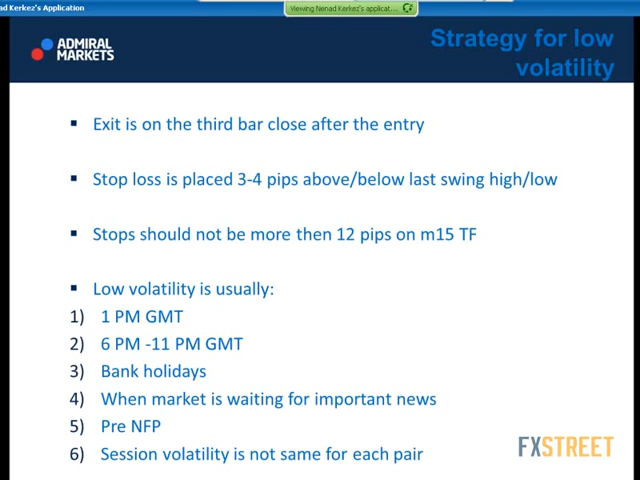 ad Kerkez's Application
Viewing Nenad Kerkez's applicat...
ADMIRAL
MARKETS
Strategy for low
volatility
▪ Exit is on the third bar close after the entry
▪ Stop loss is placed 3-4 pips above/below last swing high/low
▪ Stops should not be more then 12 pips on m15 TF
▪ Low volatility is usually:
1) 1 PM GMT
2) 6 PM -11 PM GMT
3) Bank holidays
4) When market is waiting for important news
5) Pre NFP
6) Session volatility is not same for each pair
FXSTREET